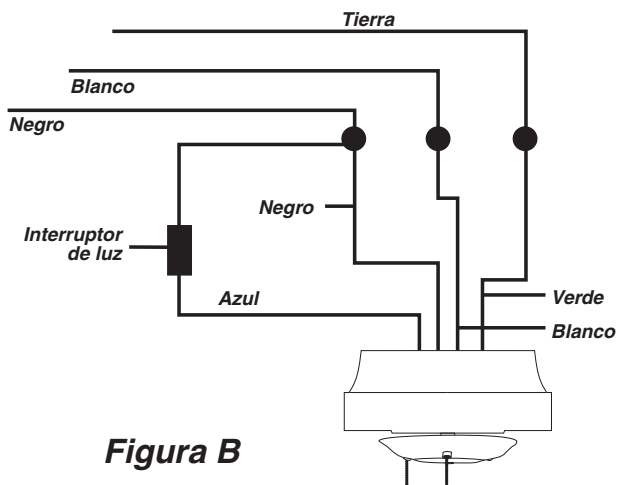 Tierra
Blanco
Negro
Negro
Interruptor
de luz
Azul
Verde
Blanco
Figura B